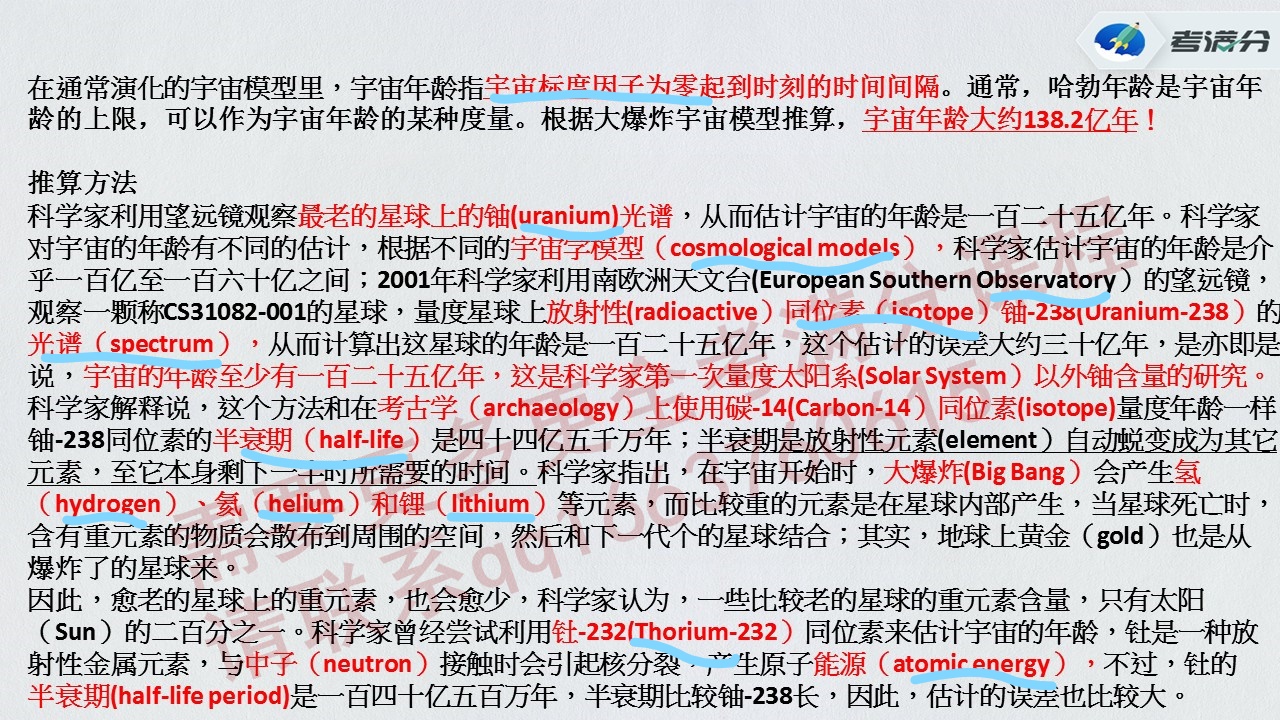 考满分
在通常演化的宇宙模型里，宇宙年龄指宇宙标度因子为零起到时刻的时间间隔。通常，哈勃年龄是宇宙年
龄的上限，可以作为宇宙年龄的某种度量。根据大爆炸宇宙模型推算，宇宙年龄大约138.2亿年！
推算方法
科学家利用望远镜观察最老的星球上的铀(uranium)光谱，从而估计宇宙的年龄是一百二十五亿年。科学家
对宇宙的年龄有不同的估计，根据不同的宇宙学模型（cosmological models），科学家估计宇宙的年龄是介
乎一百亿至一百六十亿之间；2001年科学家利用南欧洲天文台(European Southern Observatory）的望远镜，
观察一颗称CS31082-001的星球，量度星球上放射性(radioactive）同位素（isotope）铀-238(Uranium-238）的
光谱（spectrum），从而计算出这星球的年龄是一百二十五亿年，这个估计的误差大约三十亿年，是亦即是
说，宇宙的年龄至少有一百二十五亿年，这是科学家第一次量度太阳系(Solar System）以外铀含量的研究。
科学家解释说，这个方法和在考古学（archaeology）上使用碳-14(Carbon-14）同位素(isotope)量度年龄一样
铀-238同位素的半衰期（half-life）是四十四亿五千万年；半衰期是放射性元素(element）自动蜕变成为其它
元素，至它本身剩下一半时所需要的时间。科学家指出，在宇宙开始时，大爆炸(Big Bang）会产生氢
（hydrogen）、氦（helium）和锂（lithium）等元素，而比较重的元素是在星球内部产生，当星球死亡时，
含有重元素的物质会散布到周围的空间，然后和下一代个的星球结合；其实，地球上黄金（gold）也是从
爆炸了的星球来。
因此，愈老的星球上的重元素，也会愈少，科学家认为，一些比较老的星球的重元素含量，只有太阳
（Sun）的二百分之一。科学家曾经尝试利用钍-232(Thorium-232）同位素来估计宇宙的年龄，钍是一种放
射性金属元素，与中子（neutron）接触时会引起核分裂，产生原子能源（atomic energy），不过，钍的
半衰期(half-life period)是一百四十亿五百万年，半衰期比较铀-238长，因此，估计的误差也比较大。
需要更多更全考满分课程
请联系qq1663760615